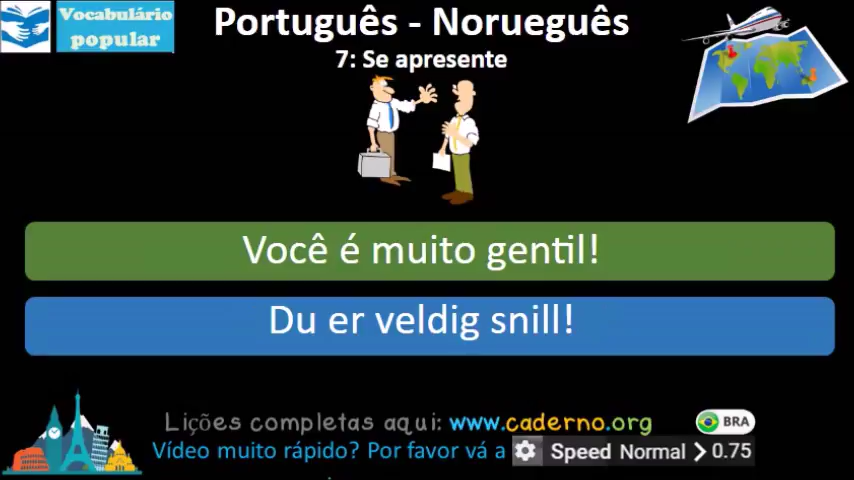 Vocabulário
popular
Português - Norueguês
7: Se apresente
Você é muito gentil!
Du er veldig snill!
Lições completas aqui: www.caderno.org
BRA
Vídeo muito rápido? Por favor vá a Speed Normal > 0.75